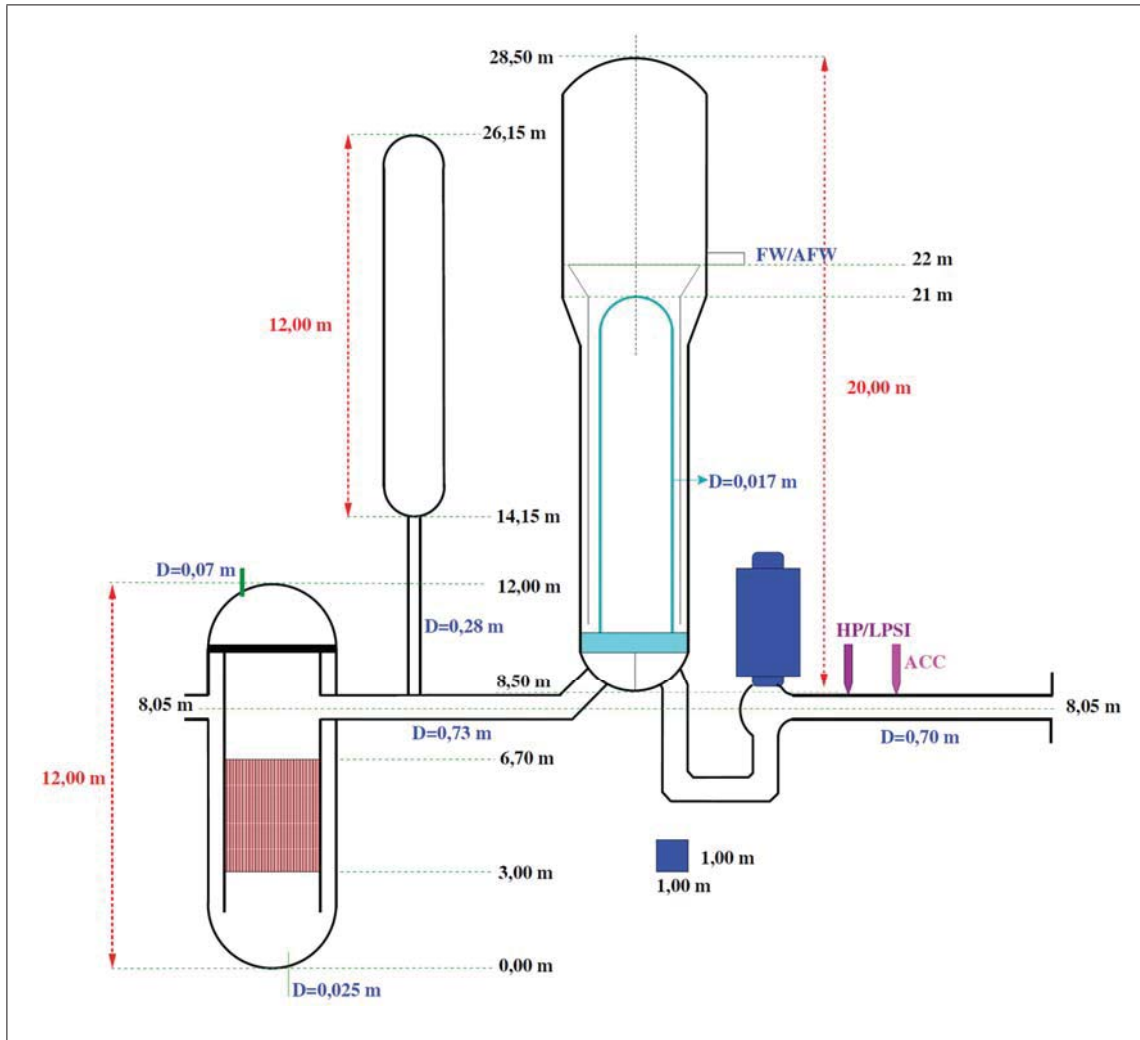 28,50 m
26,15 m
FW/AFW
22 m
21 m
12,00 m
20,00 m
D=0,017 m
14,15 m
D=0,07 m
12,00 m
D=0,28 m
HP/LPSI
ACC
8,50 m
8,05 m
8,05 m
D=0,73 m
D=0,70 m
6,70 m
12,00 m
1,00 m
3,00 m
1,00 m
0,00 m
D=0,025 m